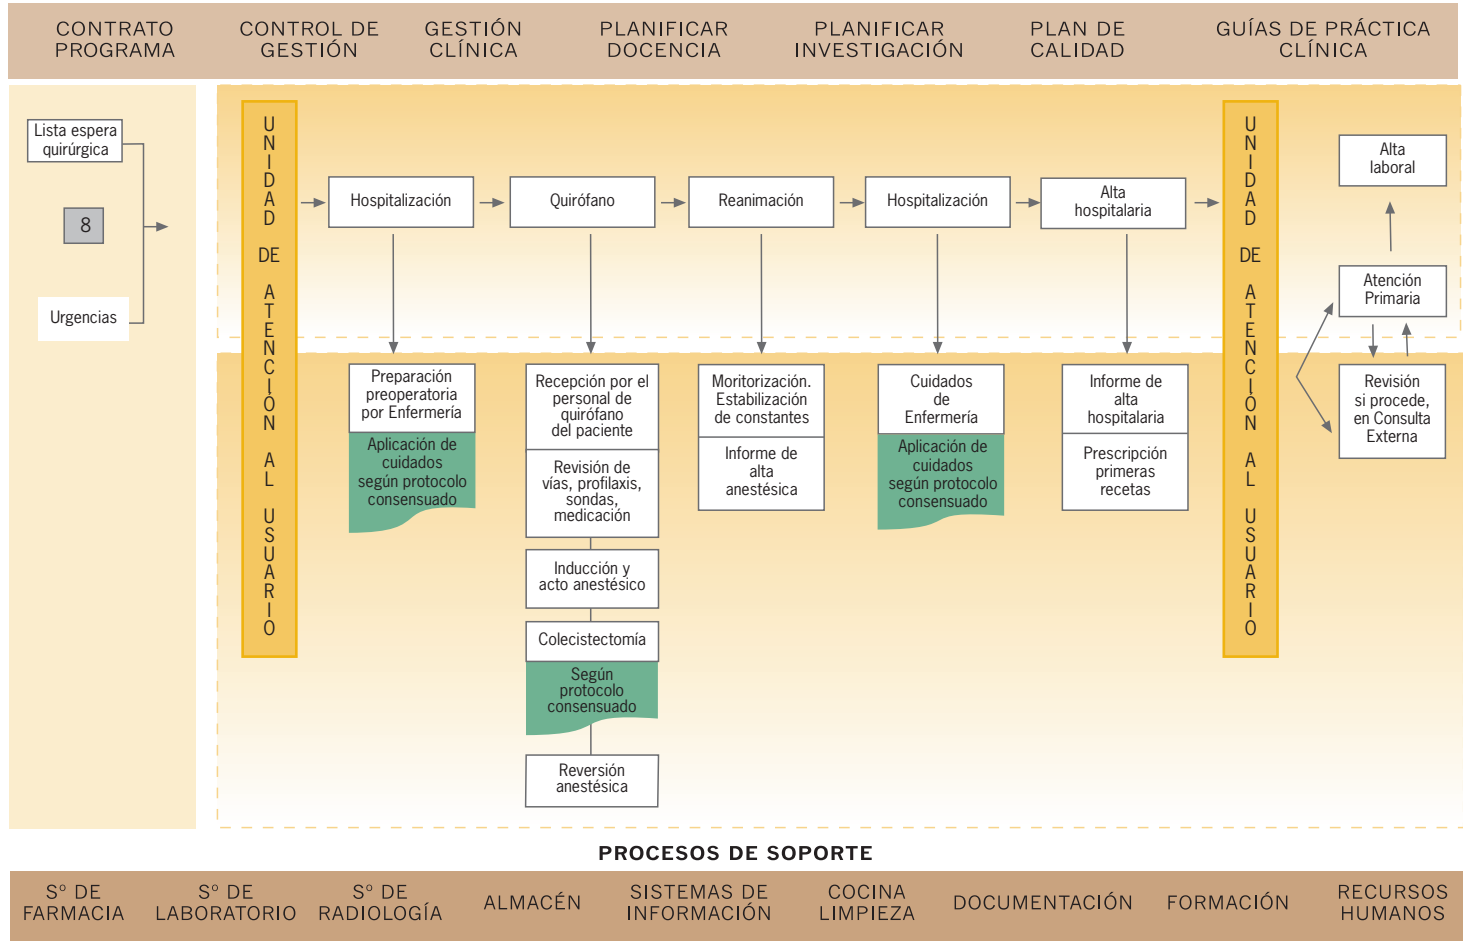 CONTRATO
PROGRAMA
CONTROL DE
GESTIÓN
GESTIÓN
CLÍNICA
PLANIFICAR
DOCENCIA
PLANIFICAR
INVESTIGACIÓN
PLAN DE
CALIDAD
GUÍAS DE PRÁCTICA
CLÍNICA
Lista espera
quirúrgica
8
Urgencias
UNIDAD DE ATENCIÓN AL USUARIO
Hospitalización
Quirófano
Reanimación
Hospitalización
Alta
hospitalaria
UNIDAD DE ATENCIÓN AL USUARIO
Alta
laboral
Atención
Primaria
Revisión
si procede,
en Consulta
Externa
Preparación
preoperatoria
por Enfermería
Aplicación de
cuidados
según protocolo
consensuado
Recepción por el
personal de
quirófano
del paciente
Revisión de
vías, profilaxis,
sondas,
medicación
Inducción y
acto anestésico
Colecistectomía
Según
protocolo
consensuado
Reversión
anestésica
Moritorización.
Estabilización
de constantes
Informe de
alta
anestésica
Cuidados
de
Enfermería
Aplicación de
cuidados
según protocolo
consensuado
Informe de
alta
hospitalaria
Prescripción
primeras
recetas
PROCESOS DE SOPORTE
Sº DE
FARMACIA
Sº DE
LABORATORIO
Sº DE
RADIOLOGÍA
ALMACÉN
SISTEMAS DE
INFORMACIÓN
COCINA
LIMPIEZA
DOCUMENTACIÓN
FORMACIÓN
RECURSOS
HUMANOS